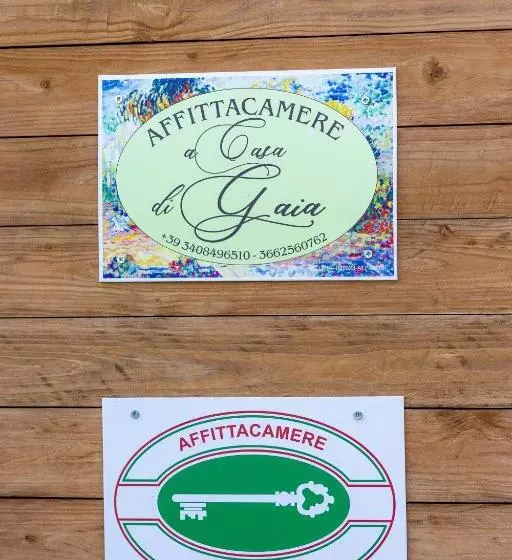 AFFITTACAMERE
a Casa
di Gaia
+39 3408496510 - 3662560762
AFFITTACAMERE